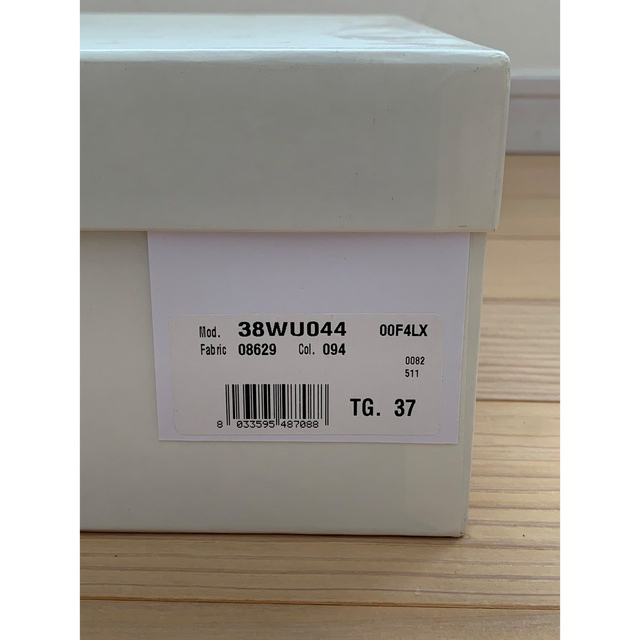 Mod. 38WU044 00F4LX
Fabric 08629 Col. 094
0082
511
TG. 37
8 033595 487088